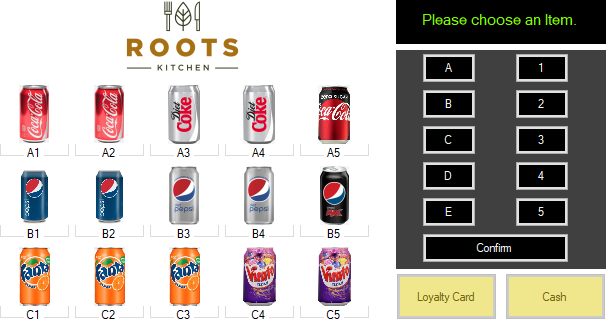 ROOTS
KITCHEN
Please choose an Item.
A 1
B 2
C 3
D 4
E 5
Confirm
Loyalty Card Cash
Coca-Cola Coca-Cola Diet Coke Diet Coke ZERO SUGAR Coca-Cola
A1 A2 A3 A4 A5
pepsi pepsi pepsi pepsi MAX
B1 B2 B3 B4 B5
Fanta Fanta Fanta Vimto Vimto
C1 C2 C3 C4 C5